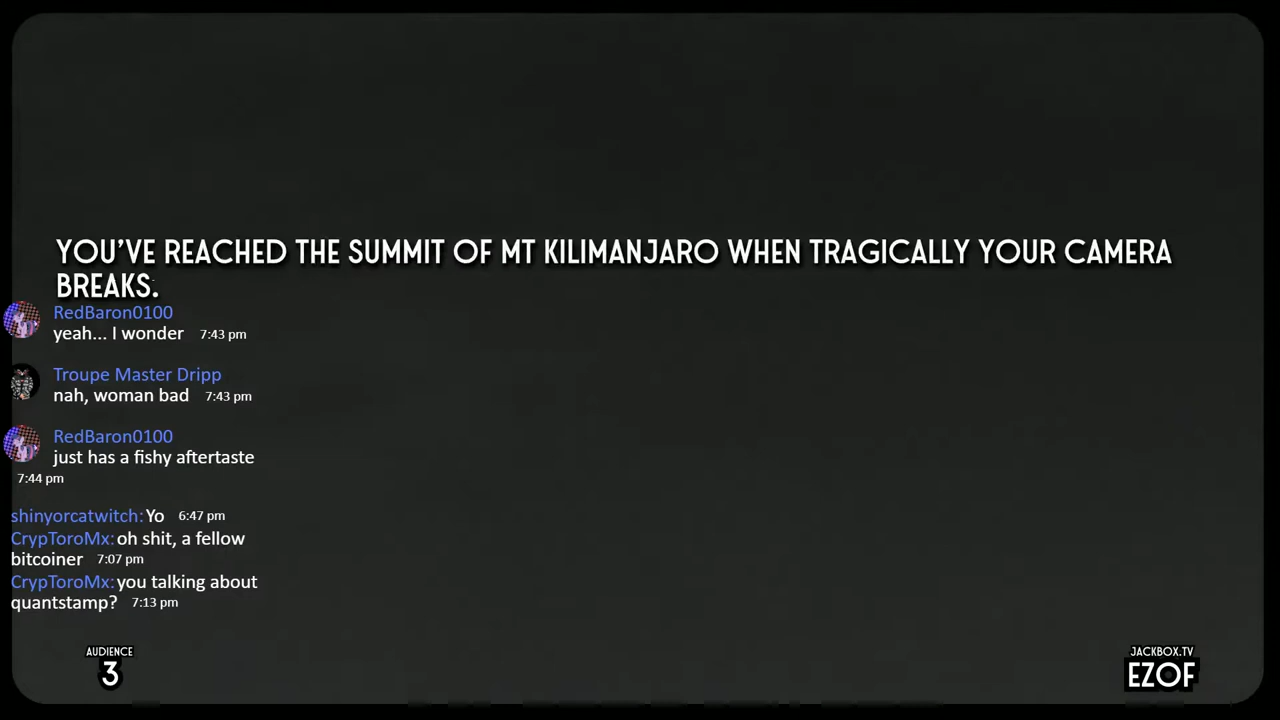 YOU'VE REACHED THE SUMMIT OF MT KILIMANJARO WHEN TRAGICALLY YOUR CAMERA
BREAKS.
RedBaron0100
yeah... I wonder 7:43 pm
Troupe Master Dripp
nah, woman bad 7:43 pm
RedBaron0100
just has a fishy aftertaste
7:44 pm
shinyorcatwitch: Yo 6:47 pm
CrypToroMx: oh shit, a fellow
bitcoiner 7:07 pm
CrypToroMx: you talking about
quantstamp? 7:13 pm
AUDIENCE
3
JACKBOX.TV
EZOF